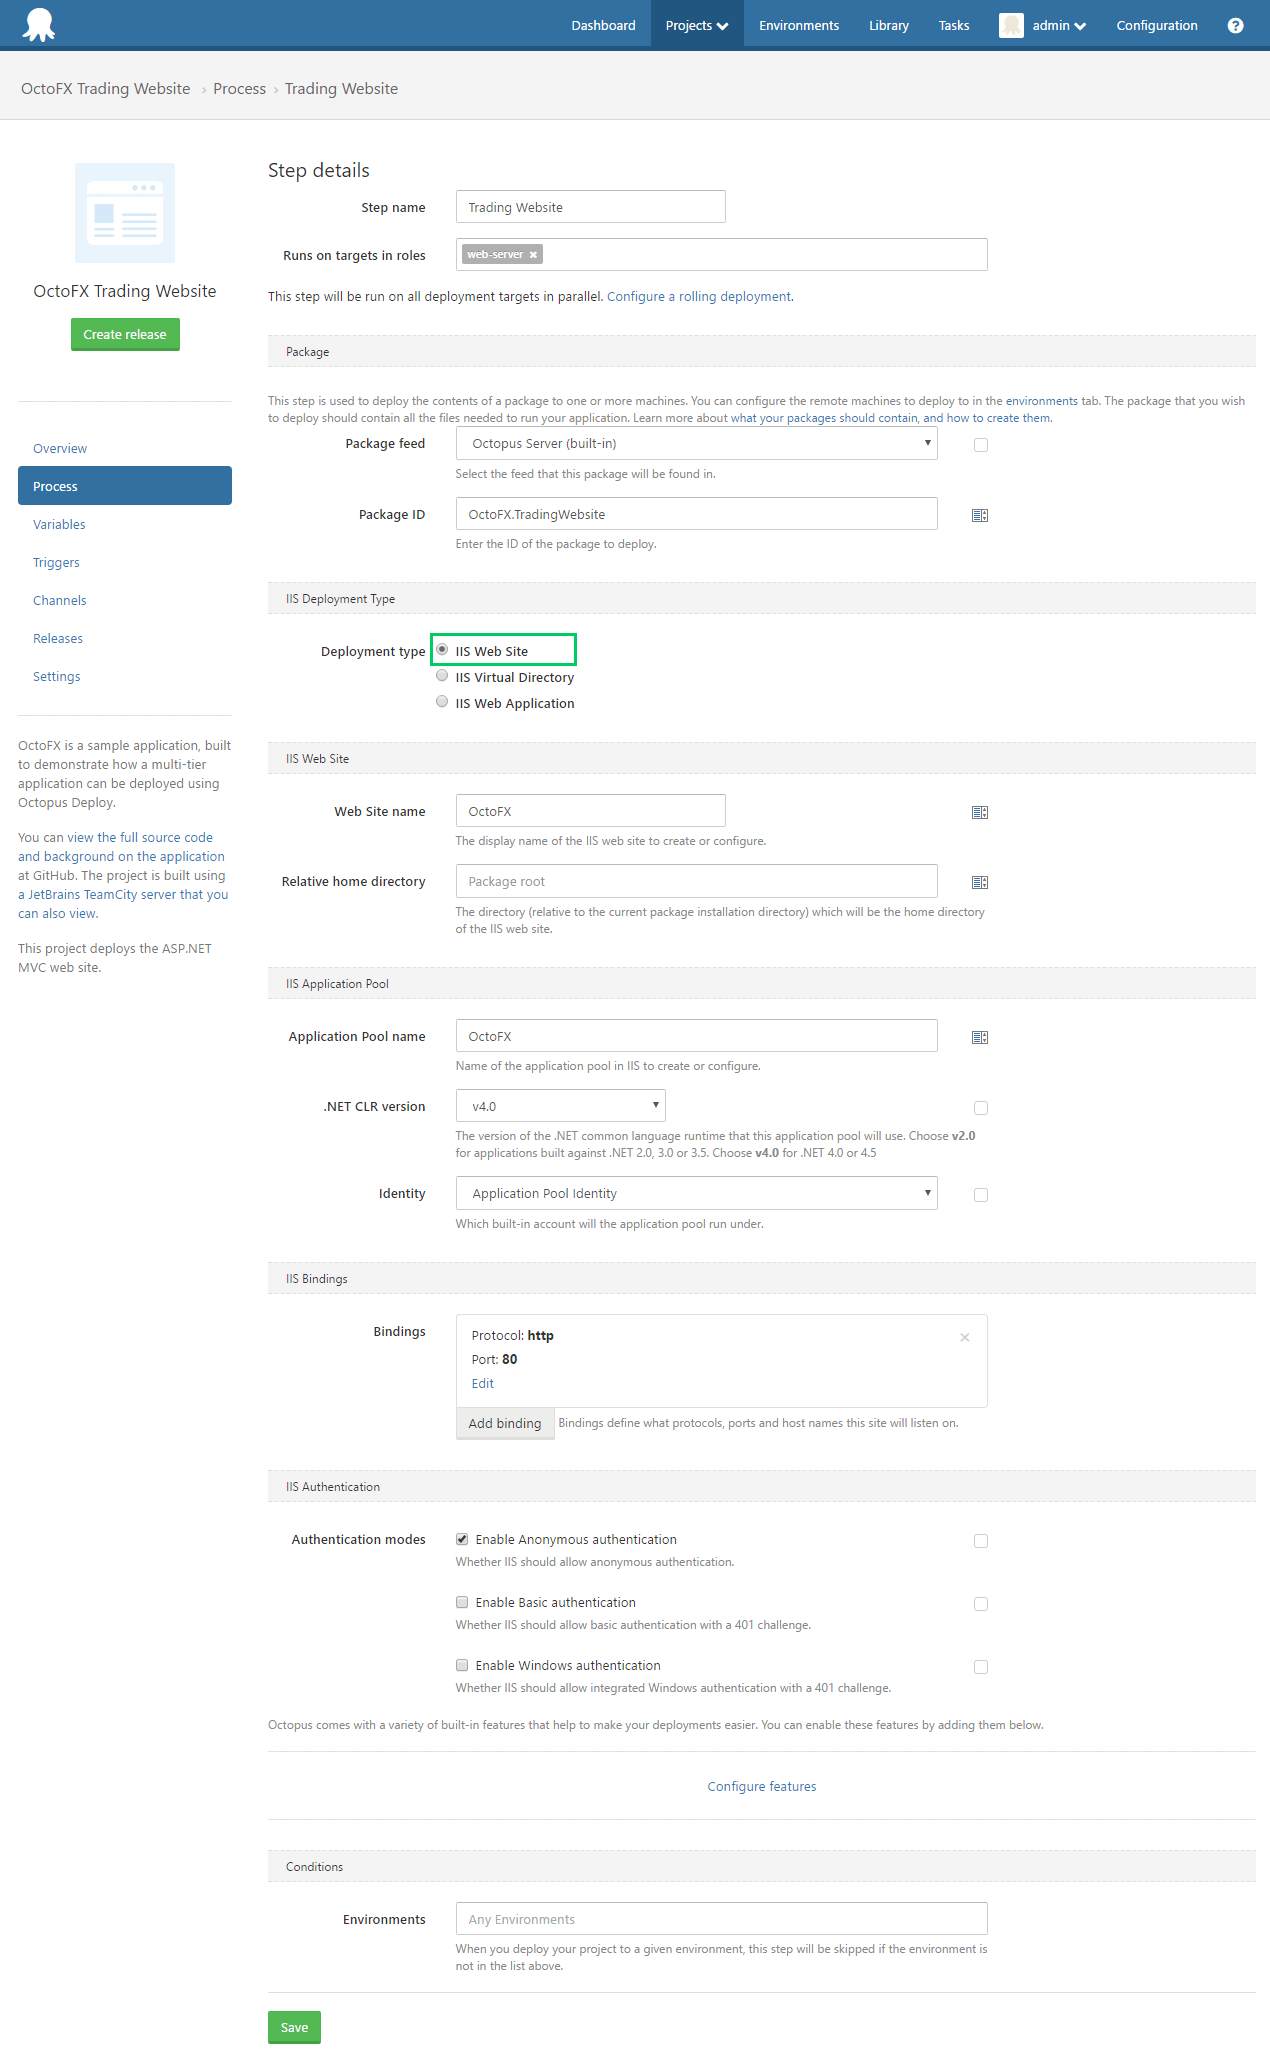 Dashboard Projects Environments Library Tasks admin Configuration ?
OctoFX Trading Website › Process › Trading Website
OctoFX Trading Website
Create release
Overview
Process
Variables
Triggers
Channels
Releases
Settings
OctoFX is a sample application, built
to demonstrate how a multi-tier
application can be deployed using
Octopus Deploy.
You can view the full source code
and background on the application
at GitHub. The project is built using
a JetBrains TeamCity server that you
can also view.
This project deploys the ASP.NET
MVC web site.
Step details
Step name Trading Website
Runs on targets in roles web-server ×
This step will be run on all deployment targets in parallel. Configure a rolling deployment.
Package
This step is used to deploy the contents of a package to one or more machines. You can configure the remote machines to deploy to in the environments tab. The package that you wish
to deploy should contain all the files needed to run your application. Learn more about what your packages should contain, and how to create them.
Package feed Octopus Server (built-in)
Select the feed that this package will be found in.
Package ID OctoFX.TradingWebsite
Enter the ID of the package to deploy.
IIS Deployment Type
Deployment type IIS Web Site
IIS Virtual Directory
IIS Web Application
IIS Web Site
Web Site name OctoFX
The display name of the IIS web site to create or configure.
Relative home directory Package root
The directory (relative to the current package installation directory) which will be the home directory
of the IIS web site.
IIS Application Pool
Application Pool name OctoFX
Name of the application pool in IIS to create or configure.
.NET CLR version v4.0
The version of the .NET common language runtime that this application pool will use. Choose v2.0
for applications built against .NET 2.0, 3.0 or 3.5. Choose v4.0 for .NET 4.0 or 4.5
Identity Application Pool Identity
Which built-in account will the application pool run under.
IIS Bindings
Bindings Protocol: http ×
Port: 80
Edit
Add binding Bindings define what protocols, ports and host names this site will listen on.
IIS Authentication
Authentication modes Enable Anonymous authentication
Whether IIS should allow anonymous authentication.
Enable Basic authentication
Whether IIS should allow basic authentication with a 401 challenge.
Enable Windows authentication
Whether IIS should allow integrated Windows authentication with a 401 challenge.
Octopus comes with a variety of built-in features that help to make your deployments easier. You can enable these features by adding them below.
Configure features
Conditions
Environments Any Environments
When you deploy your project to a given environment, this step will be skipped if the environment is
not in the list above.
Save